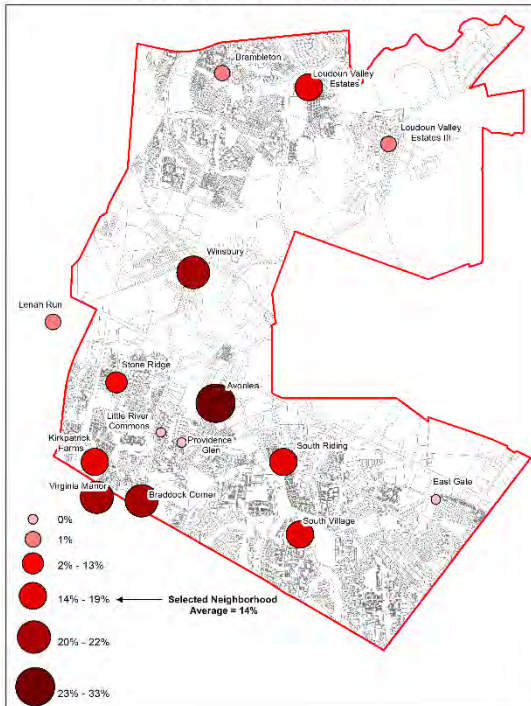 Brambleton
Loudoun Valley
Estates
Loudoun Valley
Estates III
Winsbury
Lenah Run
Stone Ridge
Avonlea
Little River
Commons
Providence
Glen
Kirkpatrick
Farms
South Riding
Virginia Manor
Braddock Corner
East Gate
South Village
0%
1%
2% - 13%
14% - 19%
Selected Neighborhood
Average = 14%
20% - 22%
23% - 33%